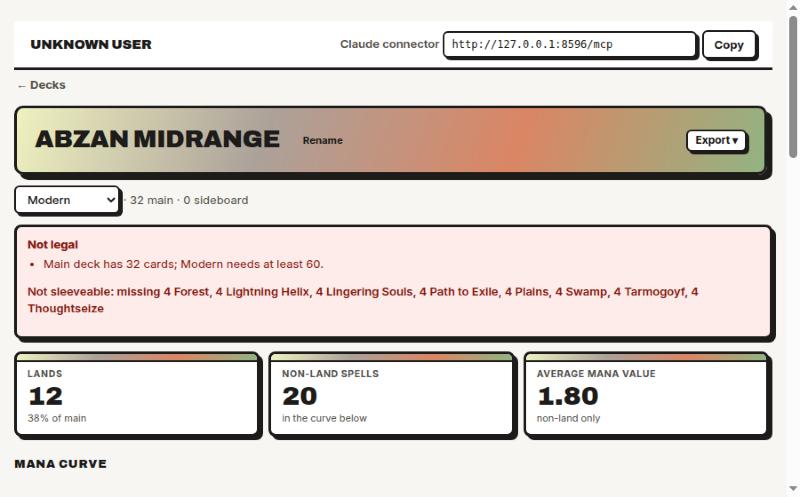 UNKNOWN USER
Claude connector http://127.0.0.1:8596/mcp Copy
← Decks
ABZAN MIDRANGE Rename Export ▾
Modern · 32 main · 0 sideboard
Not legal
• Main deck has 32 cards; Modern needs at least 60.
Not sleeveable: missing 4 Forest, 4 Lightning Helix, 4 Lingering Souls, 4 Path to Exile, 4 Plains, 4 Swamp, 4 Tarmogoyf, 4
Thoughtseize
LANDS
12
38% of main
NON-LAND SPELLS
20
in the curve below
AVERAGE MANA VALUE
1.80
non-land only
MANA CURVE